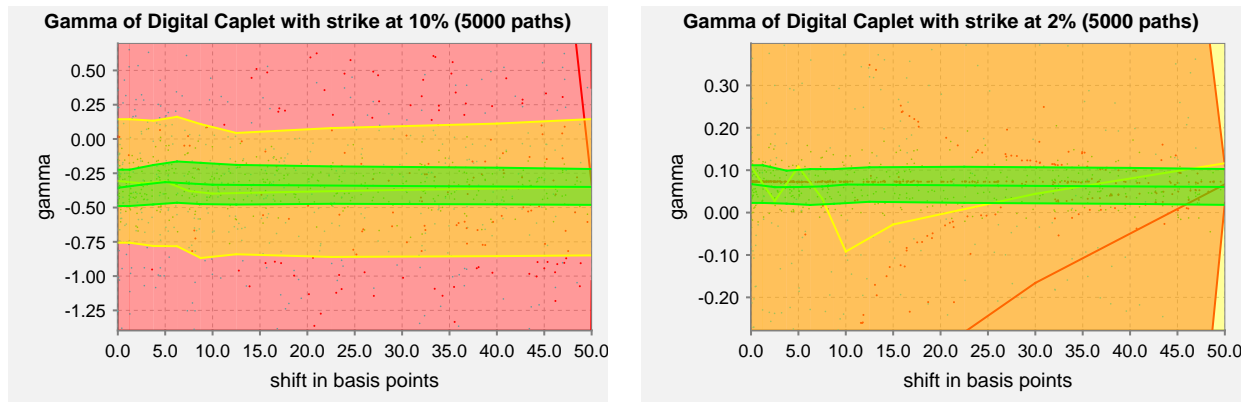 Gamma of Digital Caplet with strike at 10% (5000 paths)
0.50
0.25
0.00
-0.25
-0.50
-0.75
-1.00
-1.25
gamma
0.0 5.0 10.0 15.0 20.0 25.0 30.0 35.0 40.0 45.0 50.0
shift in basis points
Gamma of Digital Caplet with strike at 2% (5000 paths)
0.30
0.20
0.10
0.00
-0.10
-0.20
gamma
0.0 5.0 10.0 15.0 20.0 25.0 30.0 35.0 40.0 45.0 50.0
shift in basis points